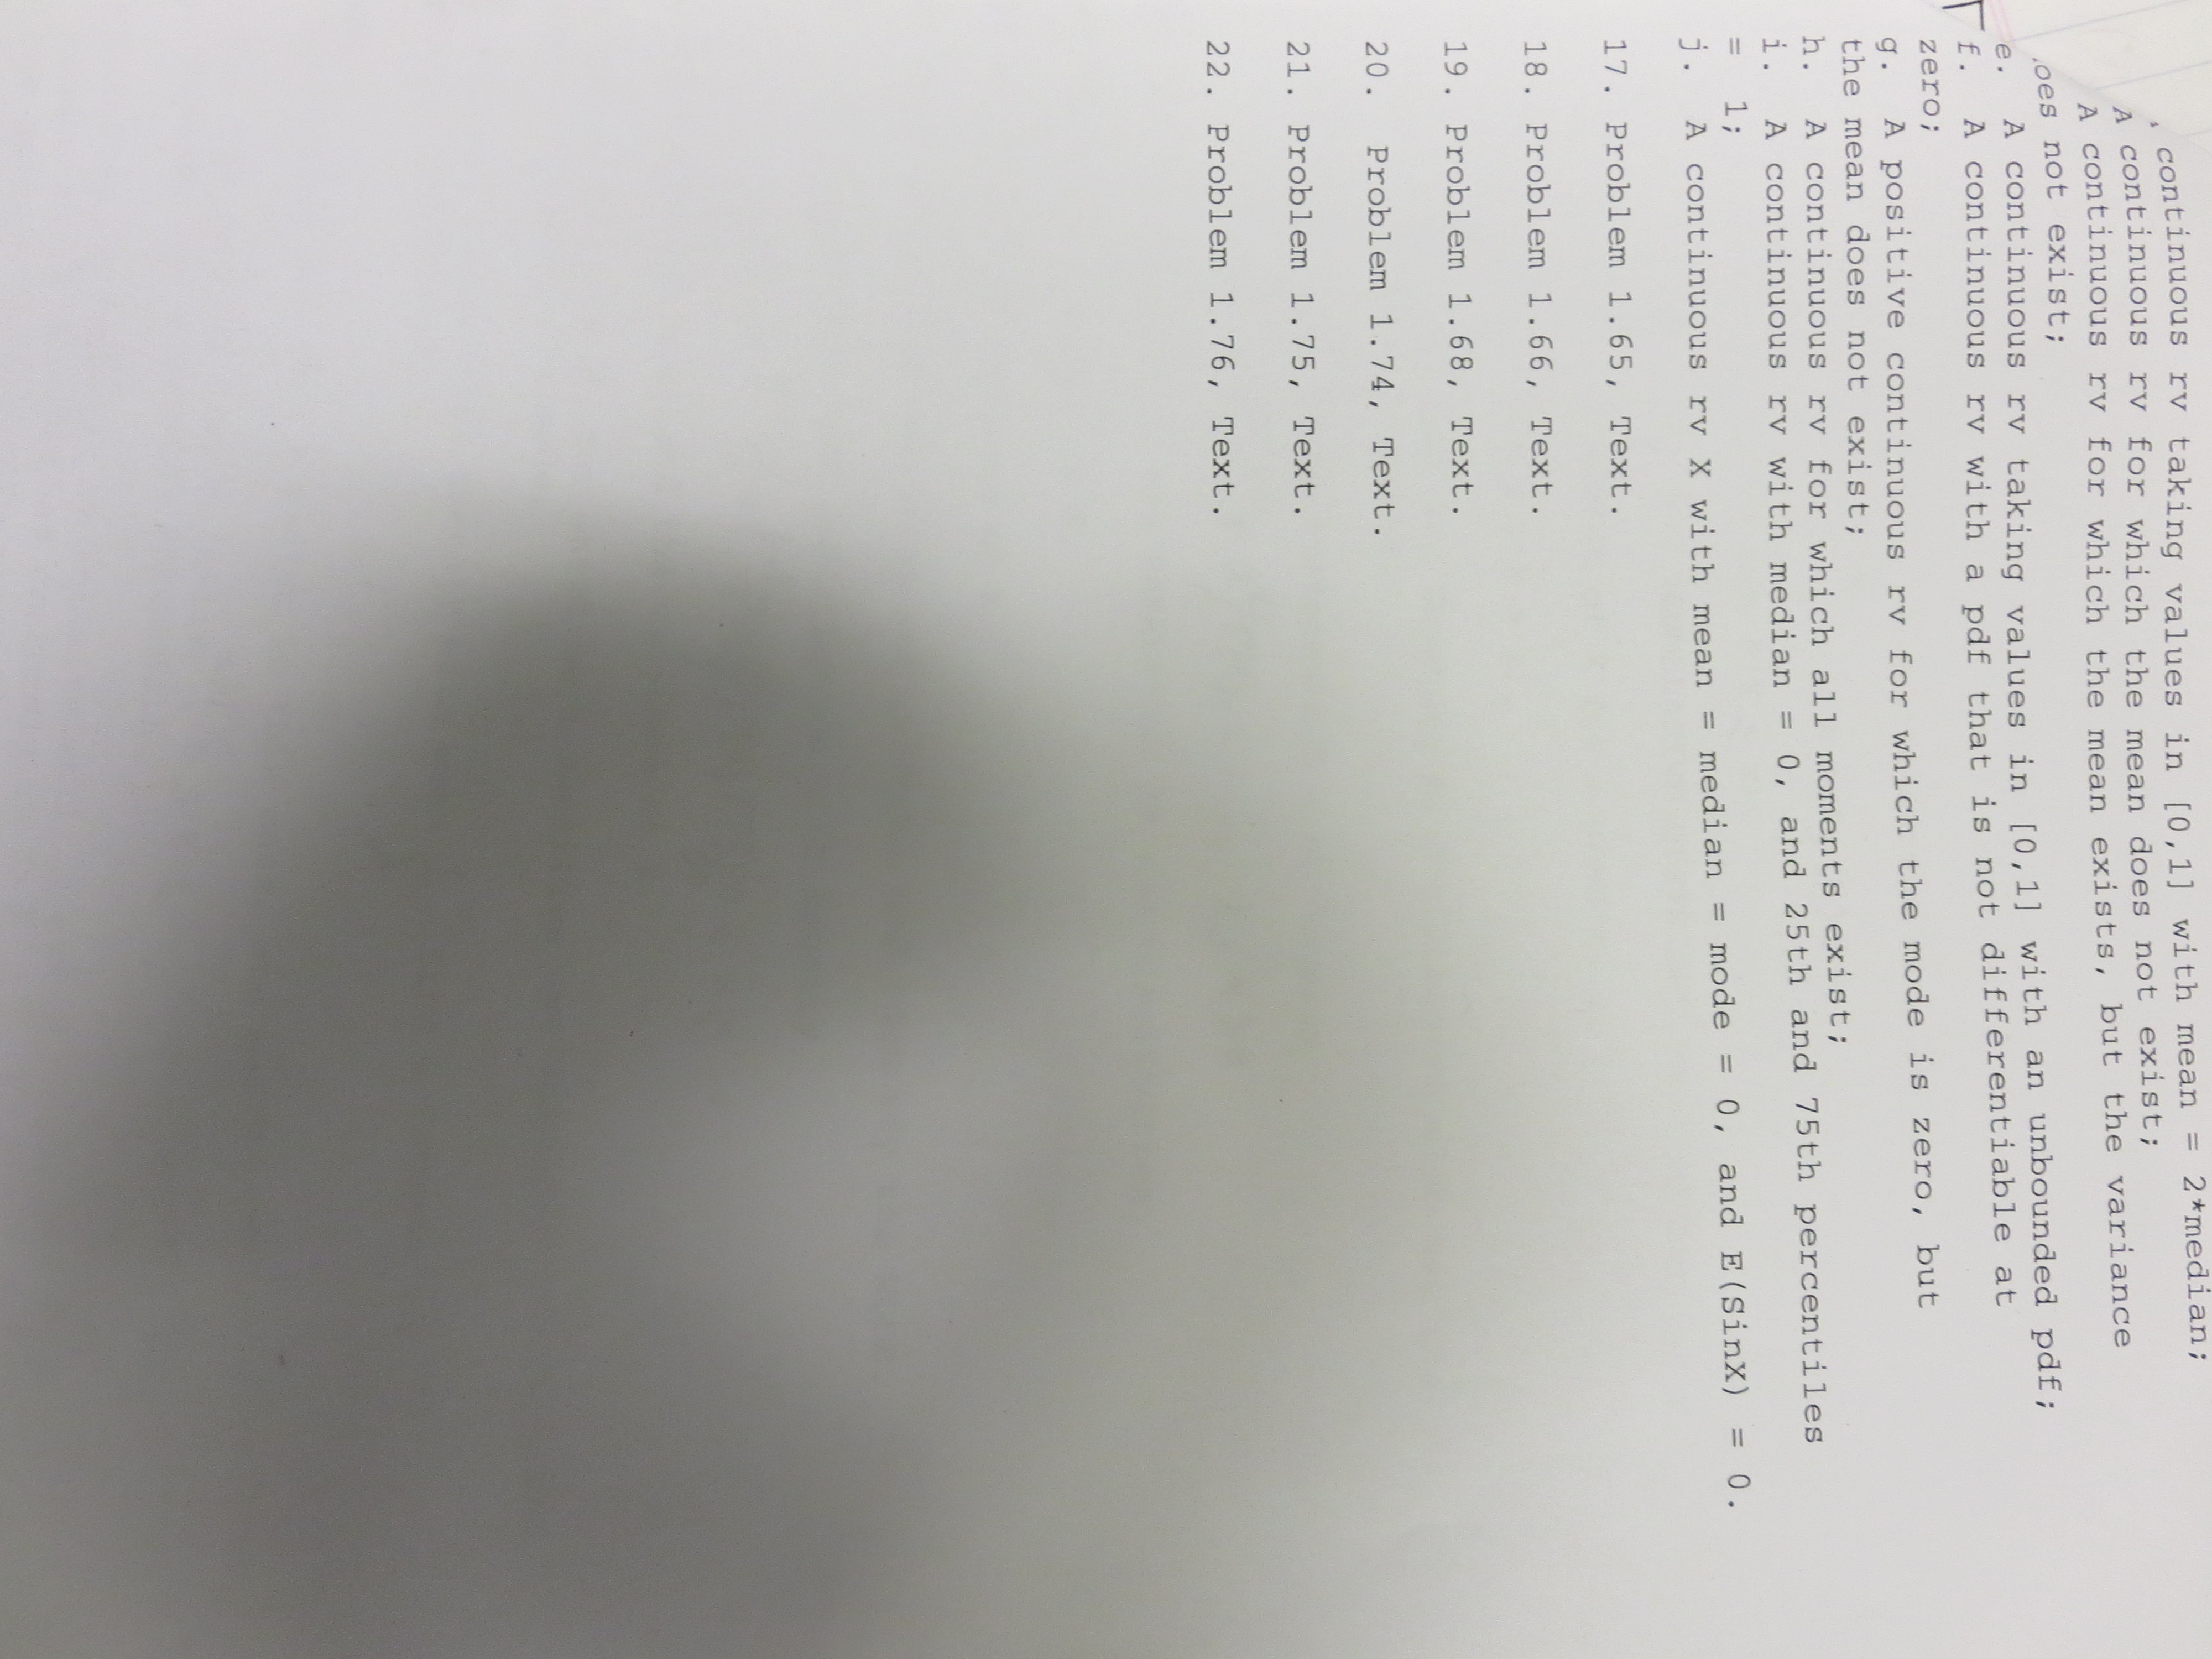 continuous rv taking values in [0,1] with mean = 2*median;
A continuous rv for which the mean does not exist;
A continuous rv for which the mean exists, but the variance
oes not exist;
e. A continuous rv taking values in [0,1] with an unbounded pdf;
f. A continuous rv with a pdf that is not differentiable at
zero;
g. A positive continuous rv for which the mode is zero, but
the mean does not exist;
h. A continuous rv for which all moments exist;
i. A continuous rv with median = 0, and 25th and 75th percentiles
= 1;
j. A continuous rv X with mean = median = mode = 0, and E(SinX) = 0.
17. Problem 1.65, Text.
18. Problem 1.66, Text.
19. Problem 1.68, Text.
20. Problem 1.74, Text.
21. Problem 1.75, Text.
22. Problem 1.76, Text.